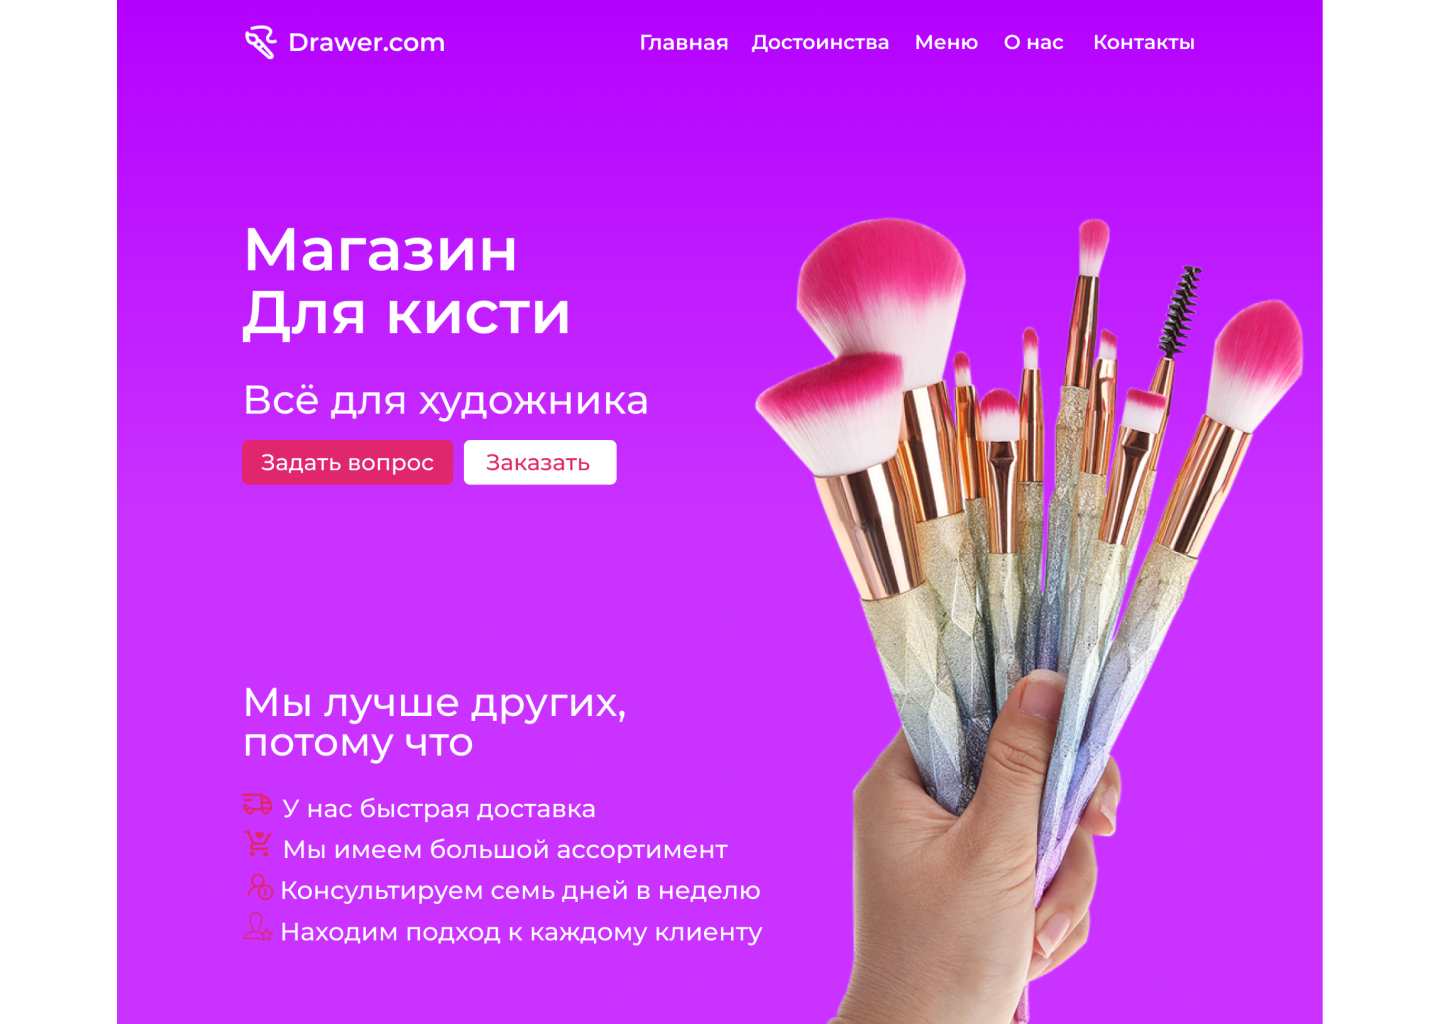 Drawer.com
Главная Достоинства Меню О нас Контакты
Магазин
Для кисти
Всё для художника
Задать вопрос Заказать
Мы лучше других,
потому что
У нас быстрая доставка
Мы имеем большой ассортимент
Консультируем семь дней в неделю
Находим подход к каждому клиенту